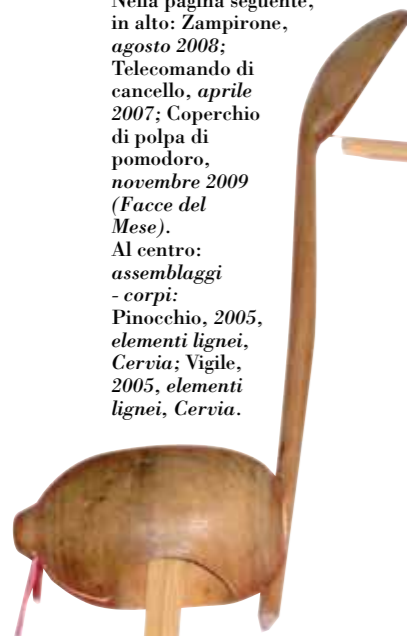 Nella pagina seguente,
in alto: Zampirone,
agosto 2008;
Telecomando di
cancello, aprile
2007; Coperchio
di polpa di
pomodoro,
novembre 2009
(Facce del
Mese).
Al centro:
assemblaggi
- corpi:
Pinocchio, 2005,
elementi lignei,
Cervia; Vigile,
2005, elementi
lignei, Cervia.